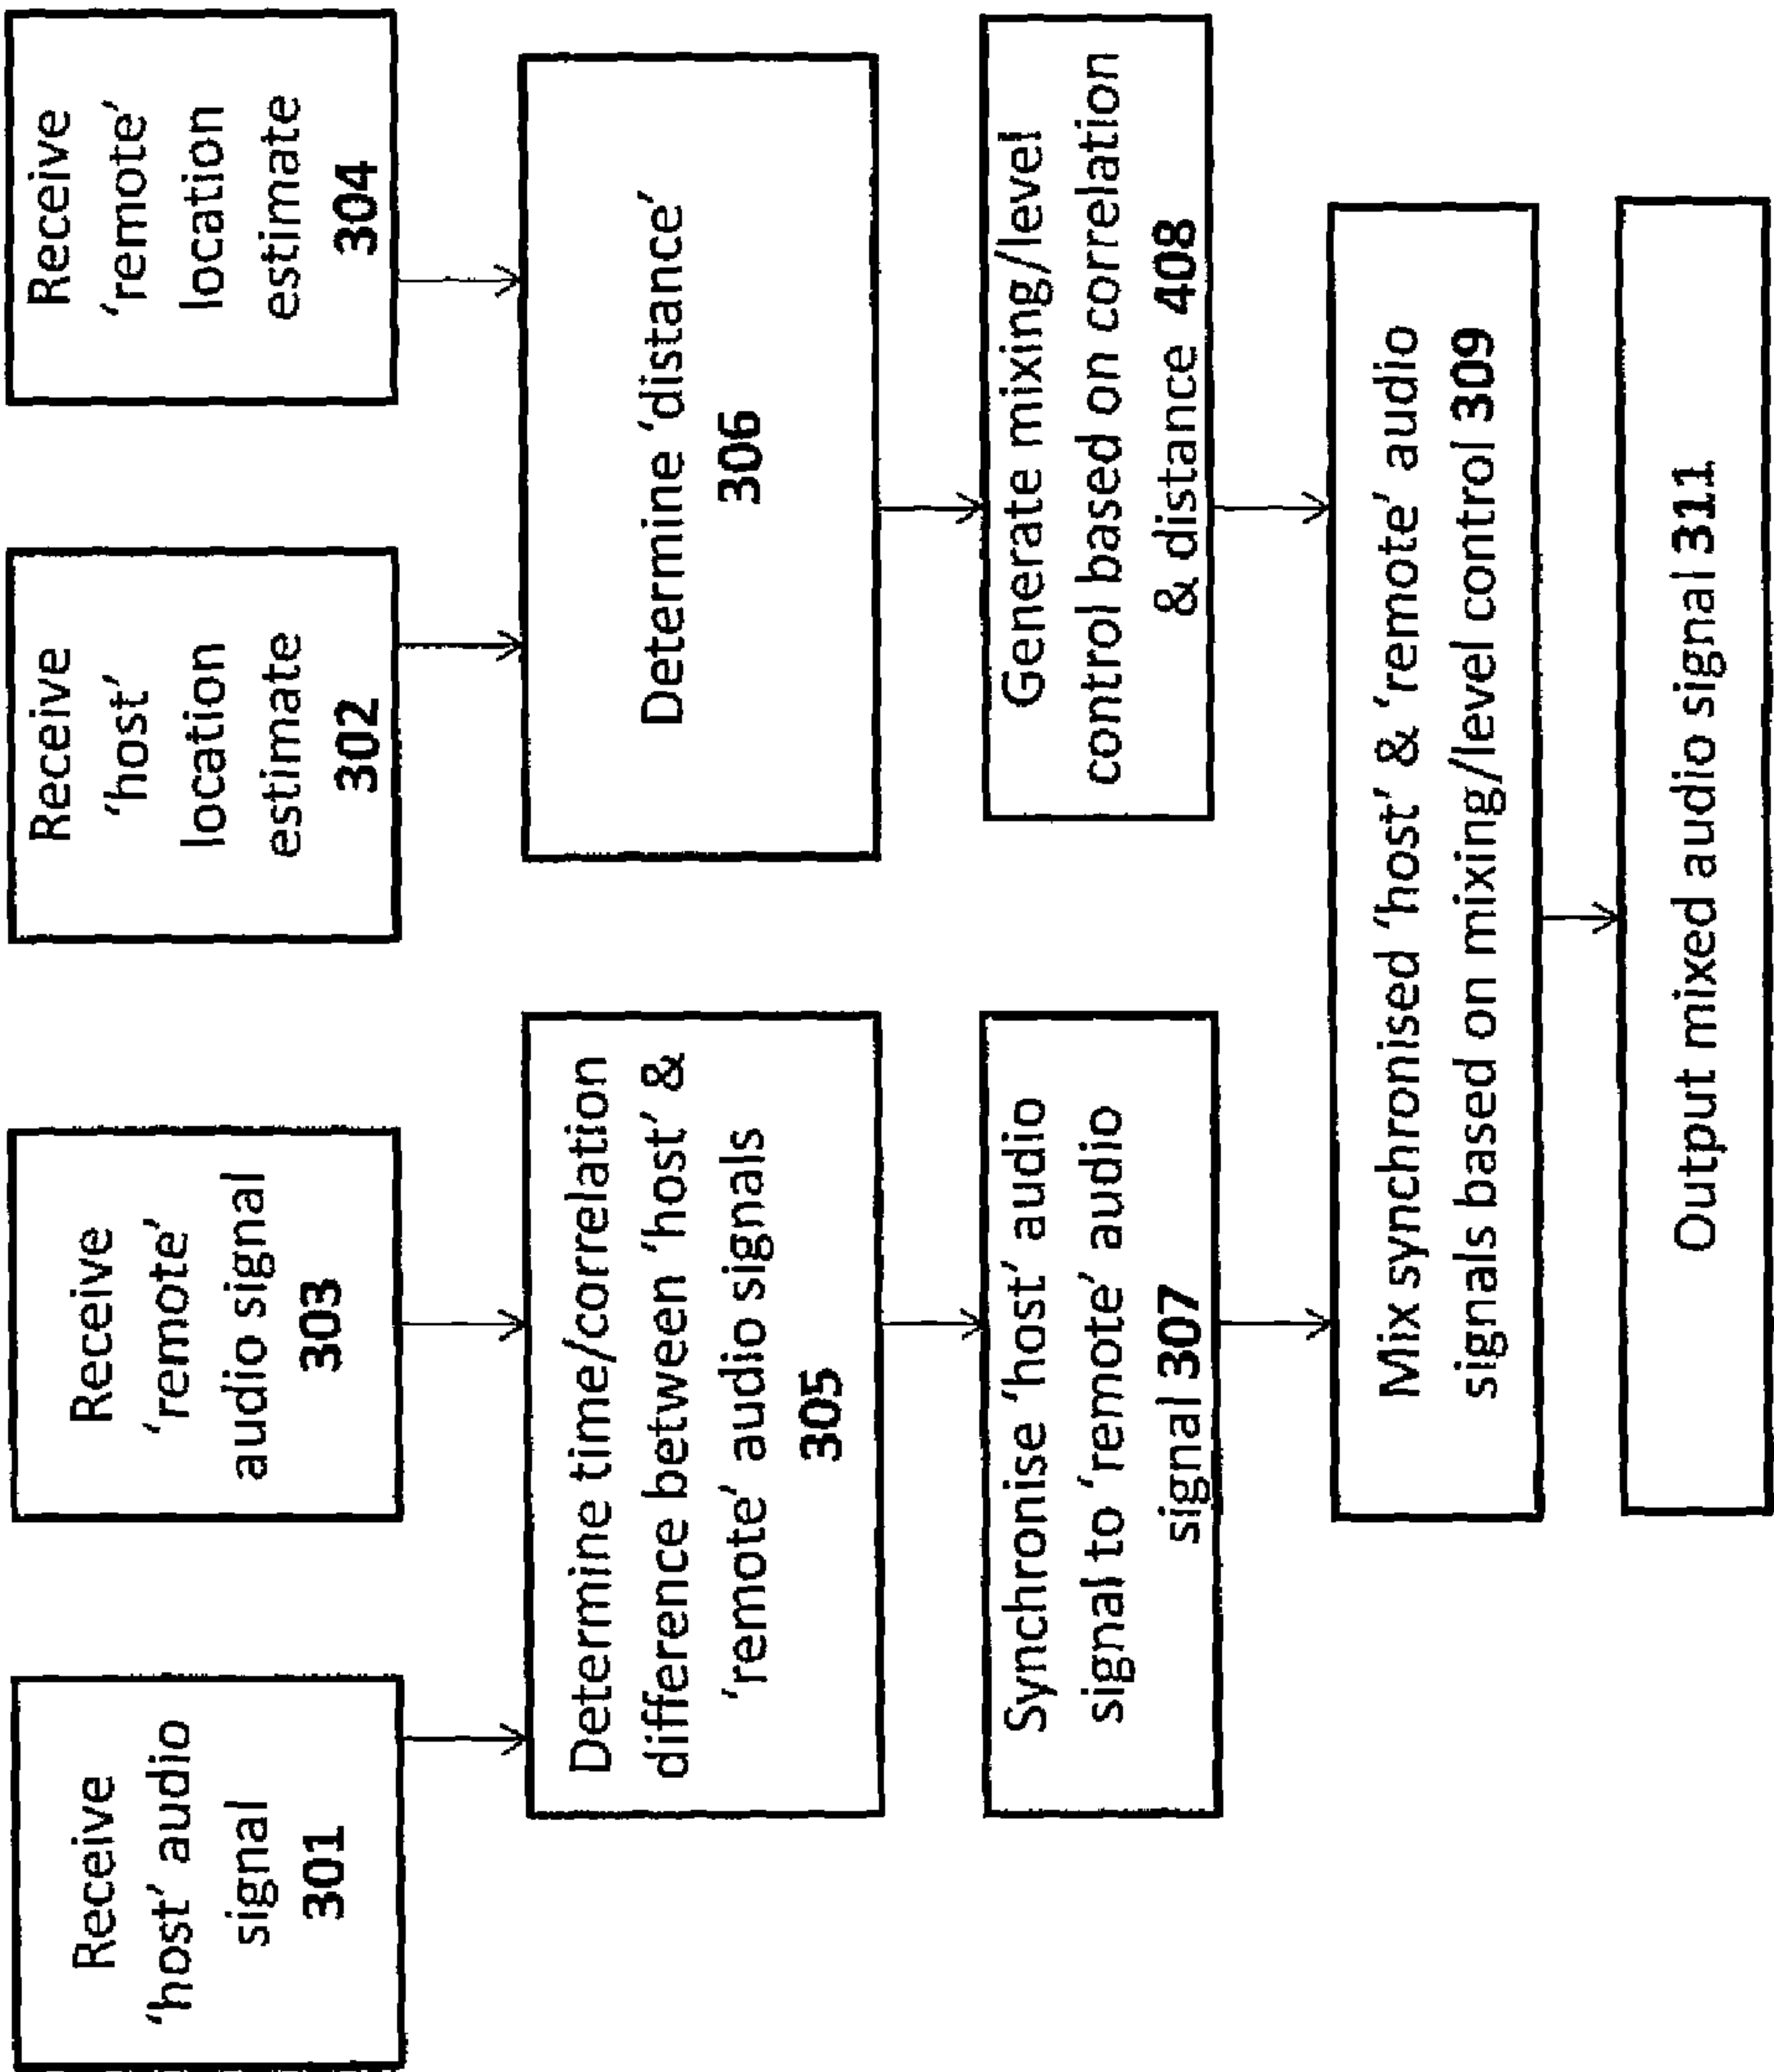 Receive
‘host’ audio
signal
301
Receive
‘remote’
audio signal
303
Receive
‘host’
location
estimate
302
Receive
‘remote’
location
estimate
304
Determine time/correlation
difference between ‘host’ &
‘remote’ audio signals
305
Determine ‘distance’
306
Synchronise ‘host’ audio
signal to ‘remote’ audio
signal 307
Generate mixing/level
control based on correlation
& distance 408
Mix synchronised ‘host’ & ‘remote’ audio
signals based on mixing/level control 309
Output mixed audio signal 311